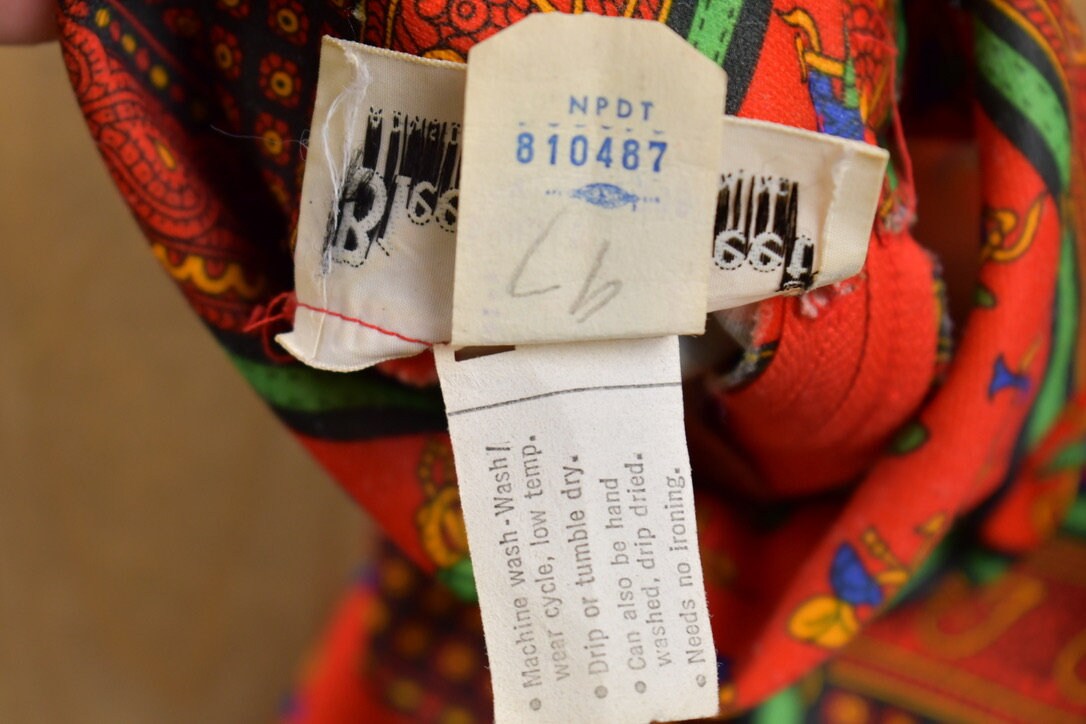 NPDT
810487
97
• Machine wash-Wash/
wear cycle, low temp.
• Drip or tumble dry.
• Can also be hand
washed, drip dried.
• Needs no ironing.